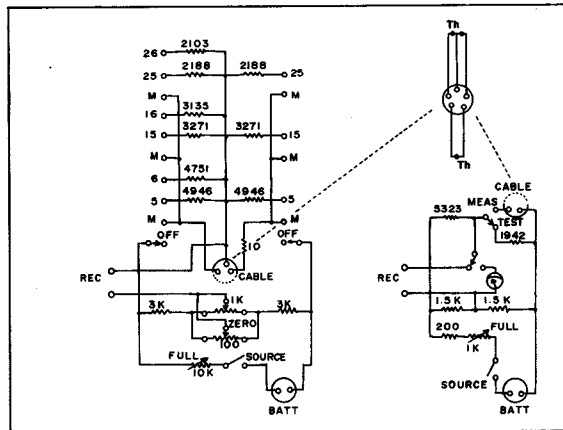 Th
26 2103
25 2188 2188 25
M M
16 3135
15 3271 3271 15
M M
6 4751
5 4946 4946 5
M M
OFF 10 OFF
Th
CABLE
MEAS
5323 TEST
1942
REC CABLE
REC
3K 1K 3K
ZERO
100
1.5K 1.5K
200 FULL
1K
FULL SOURCE
10K
SOURCE
BATT
BATT